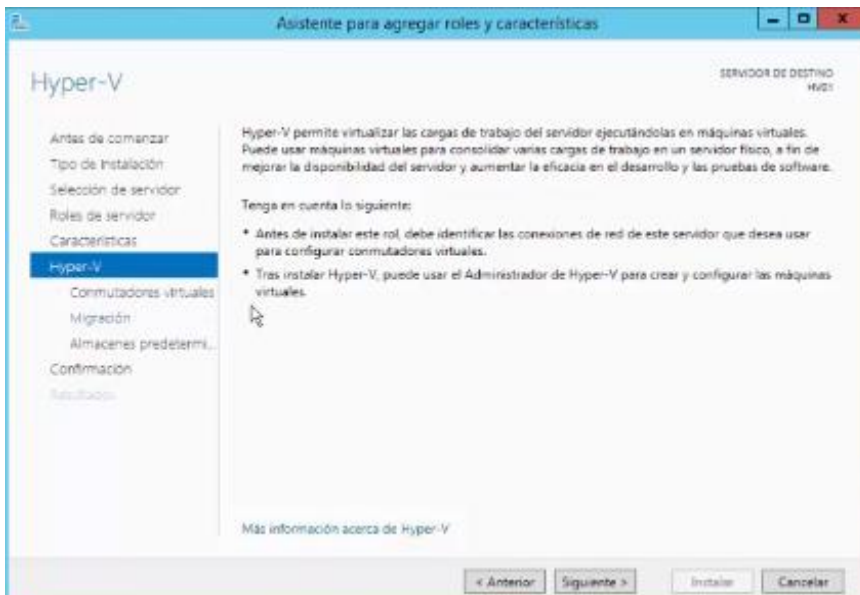 Asistente para agregar roles y características
Hyper-V
SERVIDOR DE DESTINO
HV01
Antes de comenzar
Tipo de Instalación
Selección de servidor
Roles de servidor
Características
Hyper-V
Conmutadores virtuales
Migración
Almacenes predetermi...
Confirmación
Resultados
Hyper-V permite virtualizar las cargas de trabajo del servidor ejecutándolas en máquinas virtuales.
Puede usar máquinas virtuales para consolidar varias cargas de trabajo en un servidor físico, a fin de
mejorar la disponibilidad del servidor y aumentar la eficacia en el desarrollo y las pruebas de software.
Tenga en cuenta lo siguiente:
• Antes de instalar este rol, debe identificar las conexiones de red de este servidor que desea usar
para configurar conmutadores virtuales.
• Tras instalar Hyper-V, puede usar el Administrador de Hyper-V para crear y configurar las máquinas
virtuales.
Más información acerca de Hyper-V
< Anterior
Siguiente >
Instalar
Cancelar